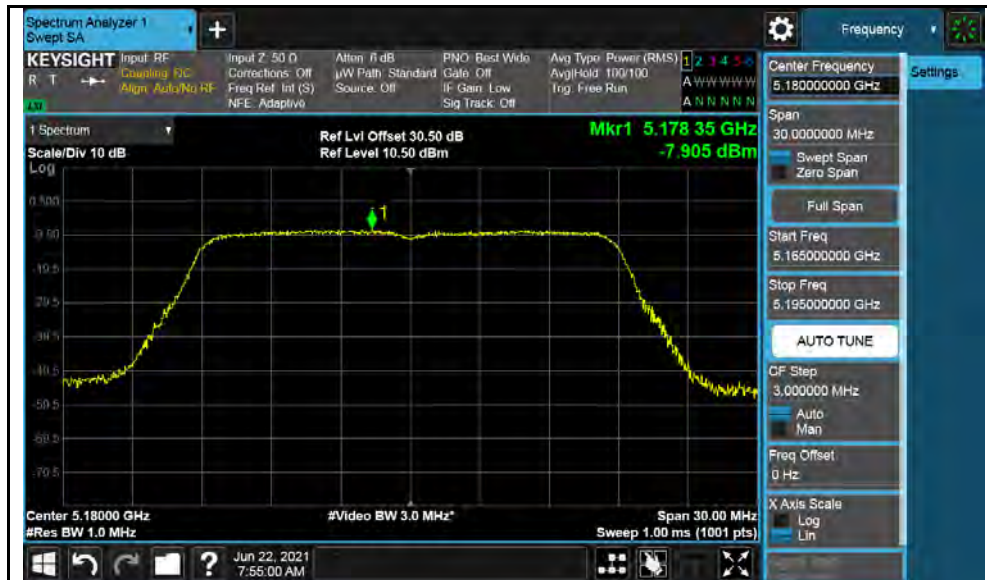 Spectrum Analyzer 1
Swept SA
+
Frequency
KEYSIGHT
R T
Input: RF
Coupling: DC
Align: Auto/No RF
Input Z: 50 Ω
Corrections: Off
Freq Ref: Int (S)
NFE: Adaptive
Atten: 6 dB
µW Path: Standard
Source: Off
PNO: Best Wide
Gate: Off
IF Gain: Low
Sig Track: Off
Avg Type: Power (RMS)
Avg|Hold: 100/100
Trig: Free Run
1 2 3 4 5 6
A W W W W W
A N N N N N
1 Spectrum
Scale/Div 10 dB
Log
Ref Lvl Offset 30.50 dB
Ref Level 10.50 dBm
Mkr1 5.178 35 GHz
-7.905 dBm
1
0.500
-9.50
-19.5
-29.5
-39.5
-49.5
-59.5
-69.5
-79.5
Center 5.18000 GHz
#Res BW 1.0 MHz
#Video BW 3.0 MHz*
Span 30.00 MHz
Sweep 1.00 ms (1001 pts)
Jun 22, 2021
7:55:00 AM
?
Center Frequency
5.180000000 GHz
Settings
Span
30.0000000 MHz
Swept Span
Zero Span
Full Span
Start Freq
5.165000000 GHz
Stop Freq
5.195000000 GHz
AUTO TUNE
CF Step
3.000000 MHz
Auto
Man
Freq Offset
0 Hz
X Axis Scale
Log
Lin